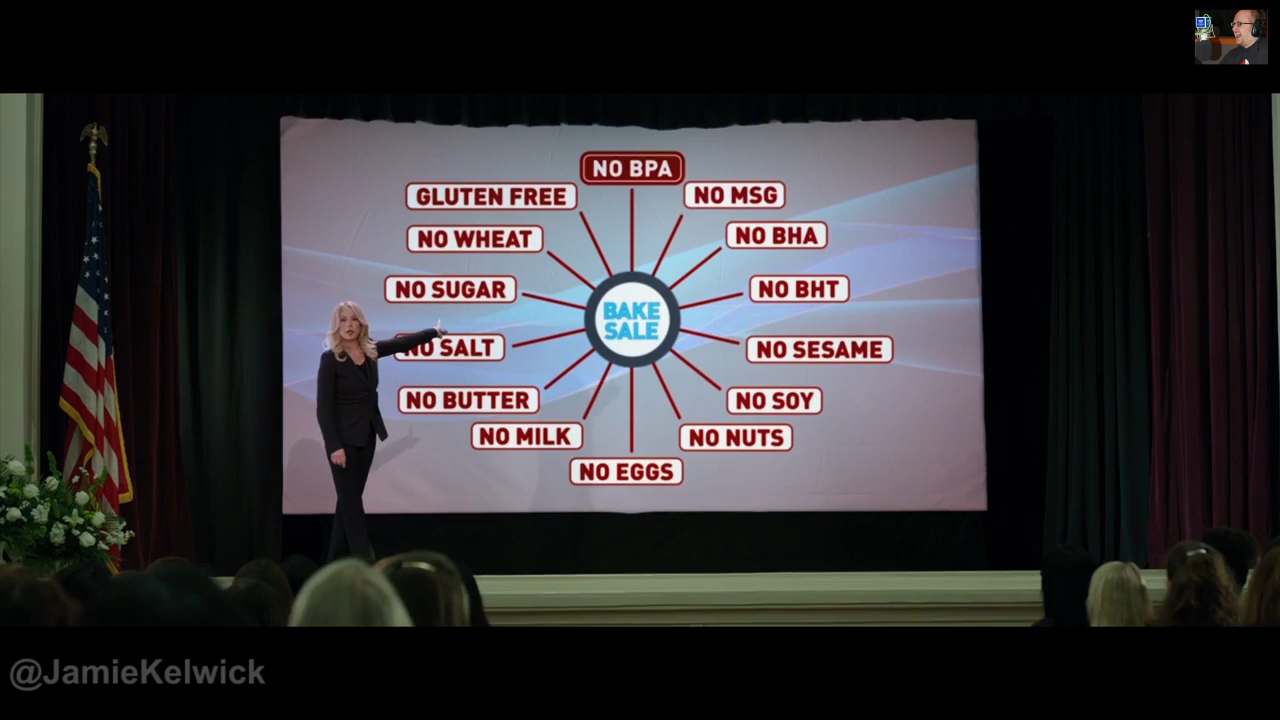 NO BPA
GLUTEN FREE
NO MSG
NO WHEAT
NO BHA
NO SUGAR
NO BHT
BAKE
SALE
NO SALT
NO SESAME
NO BUTTER
NO SOY
NO MILK
NO NUTS
NO EGGS
@JamieKelwick